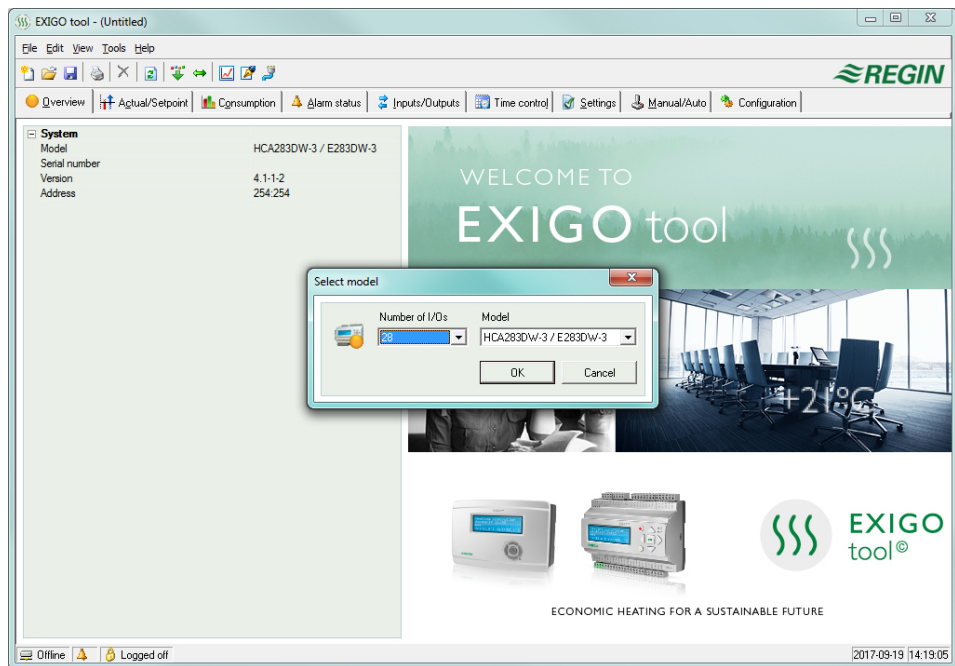 EXIGO tool - (Untitled)
File Edit View Tools Help
REGIN
Overview Actual/Setpoint Consumption Alarm status Inputs/Outputs Time control Settings Manual/Auto Configuration
System
Model HCA283DW-3 / E283DW-3
Serial number
Version 4.1-1-2
Address 254:254
WELCOME TO
EXIGO tool
Select model
Number of I/Os Model
28 HCA283DW-3 / E283DW-3
OK Cancel
+21°C
EXIGO
tool©
ECONOMIC HEATING FOR A SUSTAINABLE FUTURE
Offline Logged off 2017-09-19 14:19:05